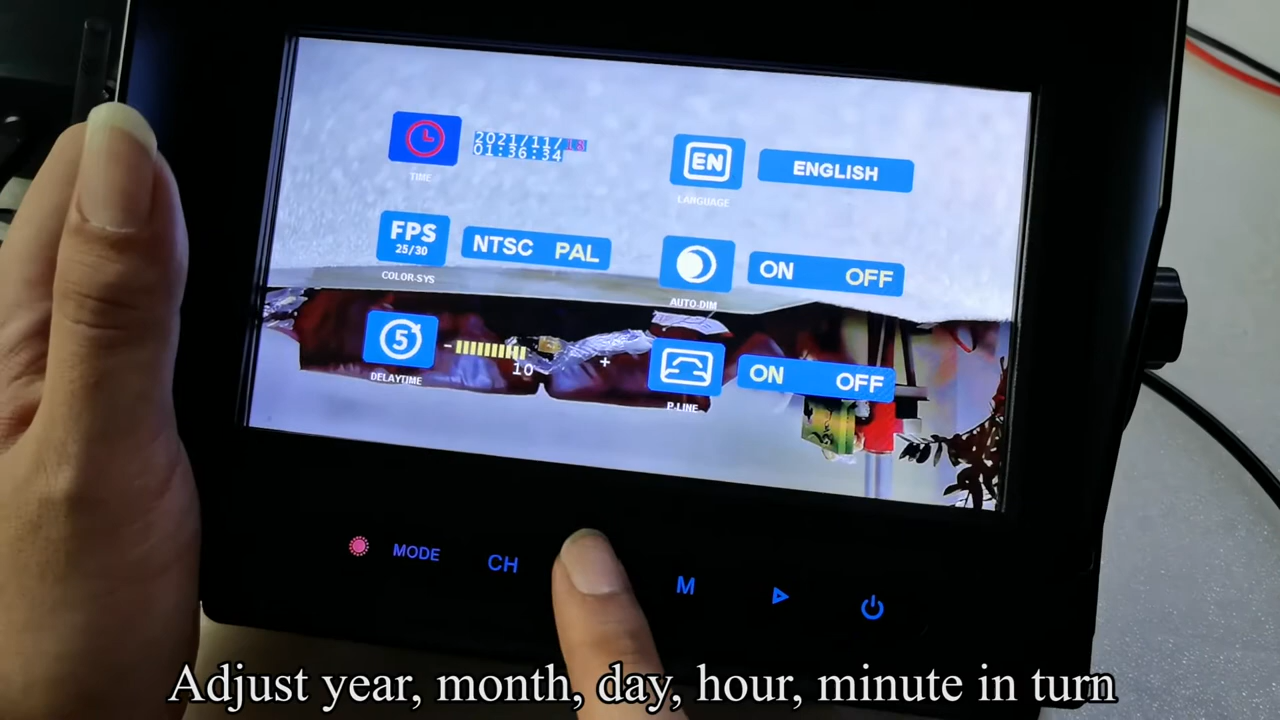 2021/11/18
01:36:34
TIME
EN
ENGLISH
LANGUAGE
FPS
25/30
NTSC PAL
COLOR-SYS
ON OFF
AUTO-DIM
5
- +
10
DELAYTIME
ON OFF
P-LINE
MODE CH M
Adjust year, month, day, hour, minute in turn